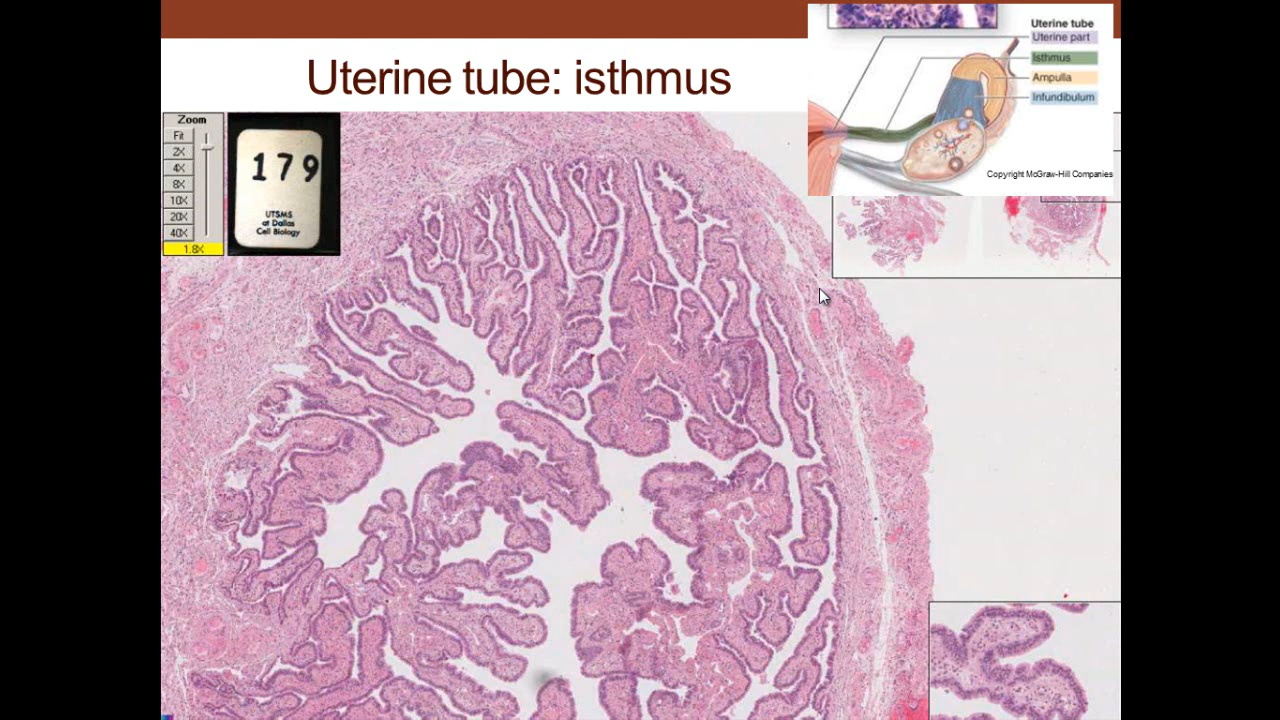 Uterine tube: isthmus
Uterine tube
Uterine part
Isthmus
Ampulla
Infundibulum
Copyright McGraw-Hill Companies
Zoom
Fit
2X
4X
8X
10X
20X
40X
1.8X
179
UTSMS
at Dallas
Cell Biology